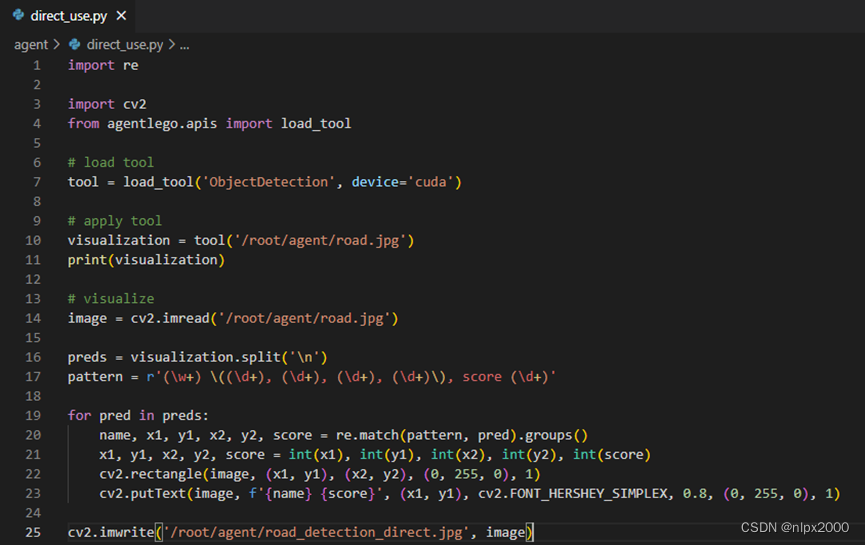 direct_use.py
agent > direct_use.py > ...
1 import re
2
3 import cv2
4 from agentlego.apis import load_tool
5
6 # load tool
7 tool = load_tool('ObjectDetection', device='cuda')
8
9 # apply tool
10 visualization = tool('/root/agent/road.jpg')
11 print(visualization)
12
13 # visualize
14 image = cv2.imread('/root/agent/road.jpg')
15
16 preds = visualization.split('\n')
17 pattern = r'(\w+) \((\d+), (\d+), (\d+), (\d+)\), score (\d+)'
18
19 for pred in preds:
20     name, x1, y1, x2, y2, score = re.match(pattern, pred).groups()
21     x1, y1, x2, y2, score = int(x1), int(y1), int(x2), int(y2), int(score)
22     cv2.rectangle(image, (x1, y1), (x2, y2), (0, 255, 0), 1)
23     cv2.putText(image, f'{name} {score}', (x1, y1), cv2.FONT_HERSHEY_SIMPLEX, 0.8, (0, 255, 0), 1)
24
25 cv2.imwrite('/root/agent/road_detection_direct.jpg', image)
CSDN @nlpx2000